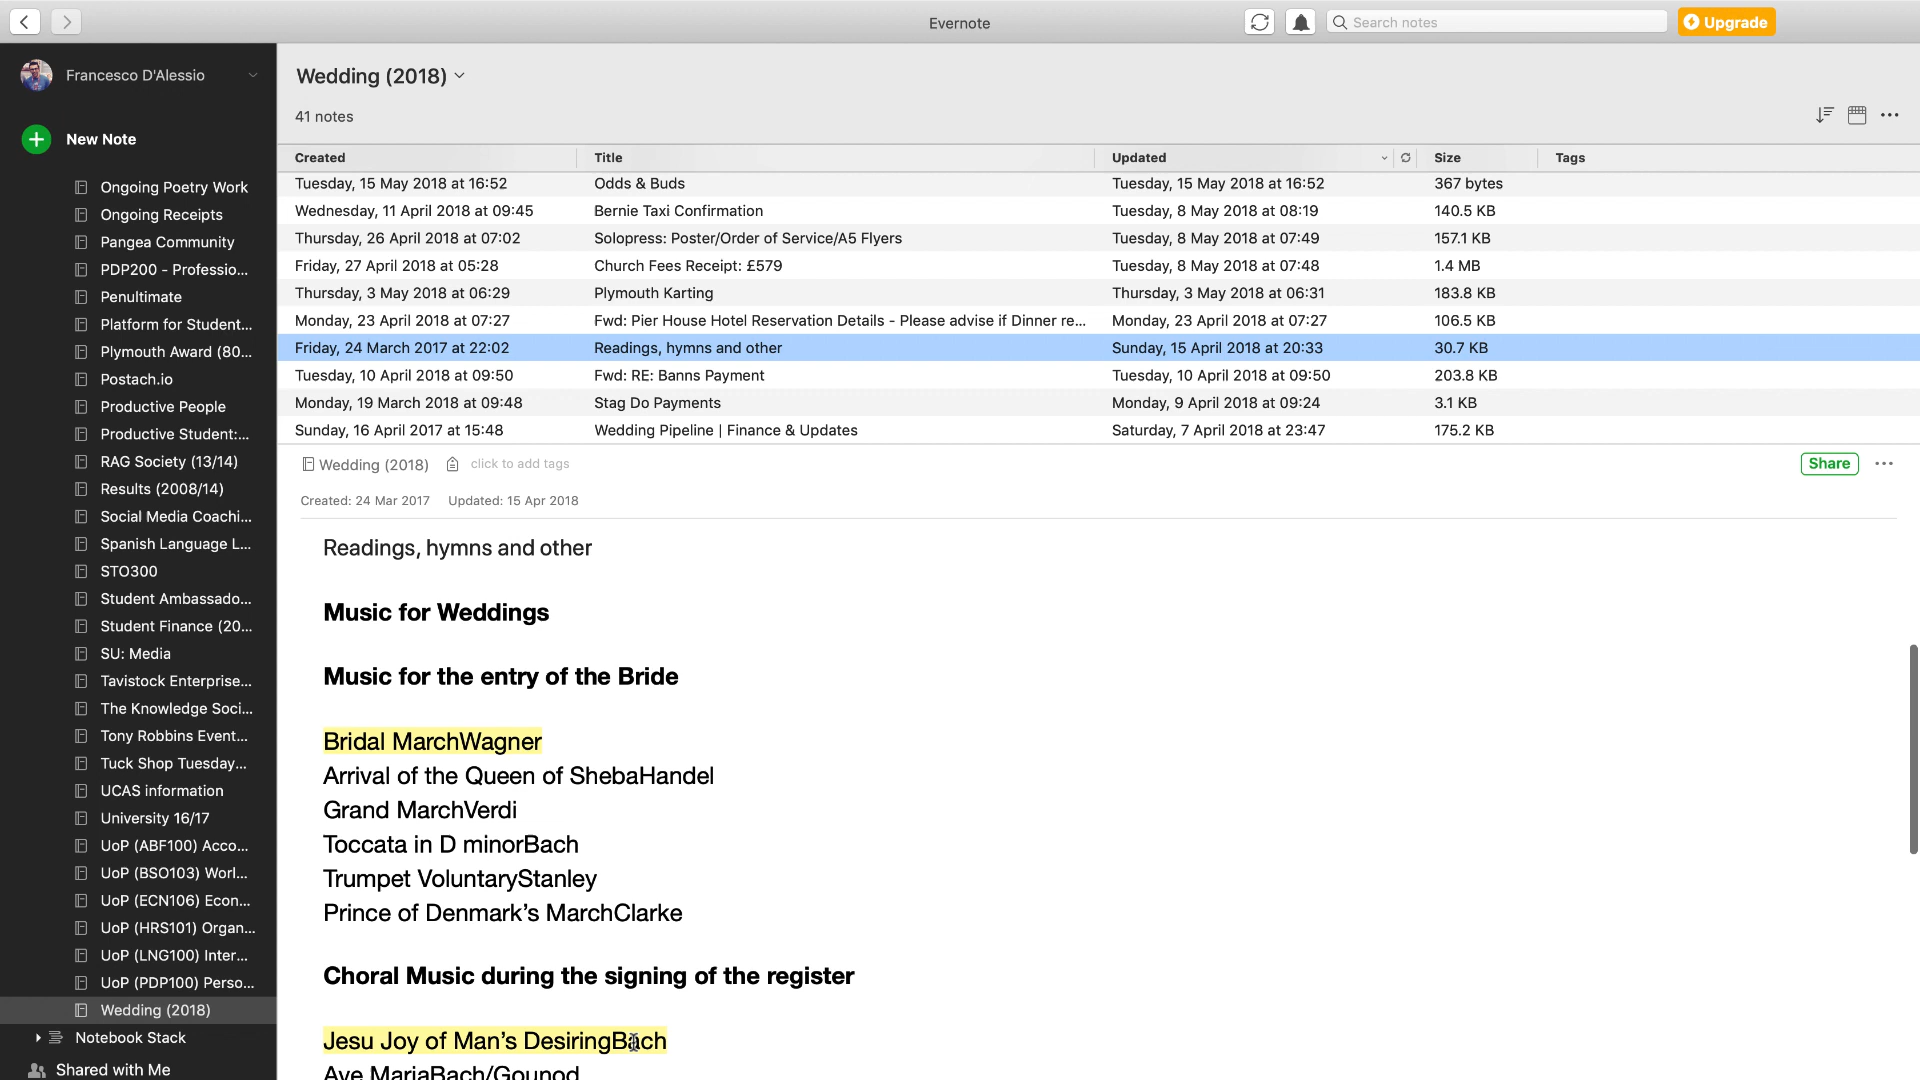 Evernote
Search notes
Upgrade
Francesco D'Alessio
New Note
Ongoing Poetry Work
Ongoing Receipts
Pangea Community
PDP200 - Professio...
Penultimate
Platform for Student...
Plymouth Award (80...
Postach.io
Productive People
Productive Student:...
RAG Society (13/14)
Results (2008/14)
Social Media Coachi...
Spanish Language L...
STO300
Student Ambassado...
Student Finance (20...
SU: Media
Tavistock Enterprise...
The Knowledge Soci...
Tony Robbins Event...
Tuck Shop Tuesday...
UCAS information
University 16/17
UoP (ABF100) Acco...
UoP (BSO103) Worl...
UoP (ECN106) Econ...
UoP (HRS101) Organ...
UoP (LNG100) Inter...
UoP (PDP100) Perso...
Wedding (2018)
Notebook Stack
Shared with Me
Wedding (2018)
41 notes
Created Title Updated Size Tags
Tuesday, 15 May 2018 at 16:52 Odds & Buds Tuesday, 15 May 2018 at 16:52 367 bytes
Wednesday, 11 April 2018 at 09:45 Bernie Taxi Confirmation Tuesday, 8 May 2018 at 08:19 140.5 KB
Thursday, 26 April 2018 at 07:02 Solopress: Poster/Order of Service/A5 Flyers Tuesday, 8 May 2018 at 07:49 157.1 KB
Friday, 27 April 2018 at 05:28 Church Fees Receipt: £579 Tuesday, 8 May 2018 at 07:48 1.4 MB
Thursday, 3 May 2018 at 06:29 Plymouth Karting Thursday, 3 May 2018 at 06:31 183.8 KB
Monday, 23 April 2018 at 07:27 Fwd: Pier House Hotel Reservation Details - Please advise if Dinner re... Monday, 23 April 2018 at 07:27 106.5 KB
Friday, 24 March 2017 at 22:02 Readings, hymns and other Sunday, 15 April 2018 at 20:33 30.7 KB
Tuesday, 10 April 2018 at 09:50 Fwd: RE: Banns Payment Tuesday, 10 April 2018 at 09:50 203.8 KB
Monday, 19 March 2018 at 09:48 Stag Do Payments Monday, 9 April 2018 at 09:24 3.1 KB
Sunday, 16 April 2017 at 15:48 Wedding Pipeline | Finance & Updates Saturday, 7 April 2018 at 23:47 175.2 KB
Wedding (2018) click to add tags Share
Created: 24 Mar 2017 Updated: 15 Apr 2018
Readings, hymns and other
Music for Weddings
Music for the entry of the Bride
Bridal MarchWagner
Arrival of the Queen of ShebaHandel
Grand MarchVerdi
Toccata in D minorBach
Trumpet VoluntaryStanley
Prince of Denmark’s MarchClarke
Choral Music during the signing of the register
Jesu Joy of Man’s DesiringBach
Ave MariaBach/Gounod